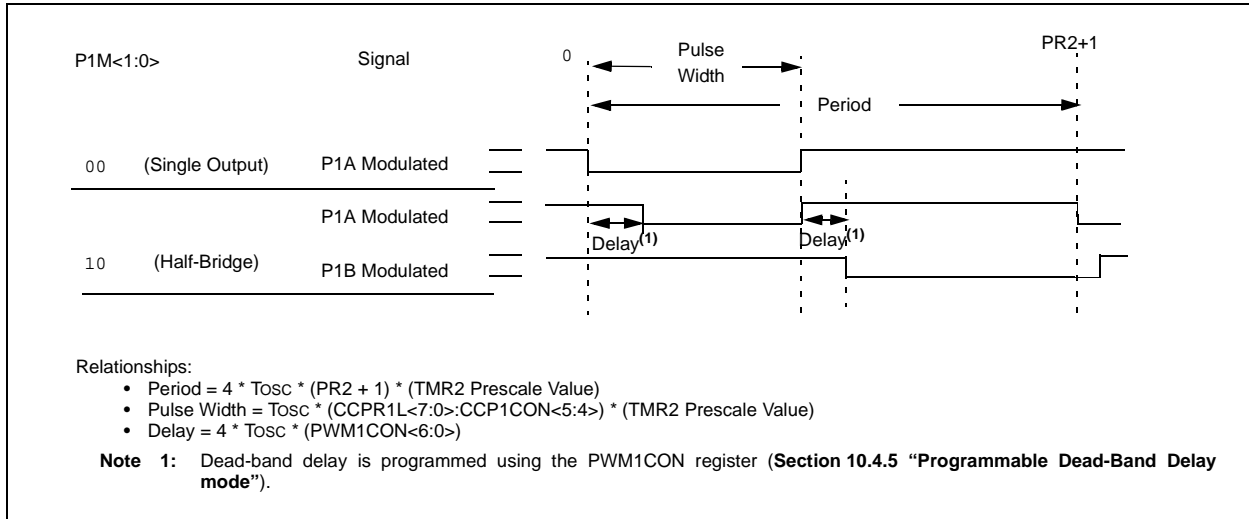 P1M<1:0> Signal 0 Pulse Width PR2+1
Period
00 (Single Output) P1A Modulated
P1A Modulated
Delay(1) Delay(1)
10 (Half-Bridge) P1B Modulated
Relationships:
• Period = 4 * TOSC * (PR2 + 1) * (TMR2 Prescale Value)
• Pulse Width = TOSC * (CCPR1L<7:0>:CCP1CON<5:4>) * (TMR2 Prescale Value)
• Delay = 4 * TOSC * (PWM1CON<6:0>)
Note 1: Dead-band delay is programmed using the PWM1CON register (Section 10.4.5 “Programmable Dead-Band Delay
mode”).